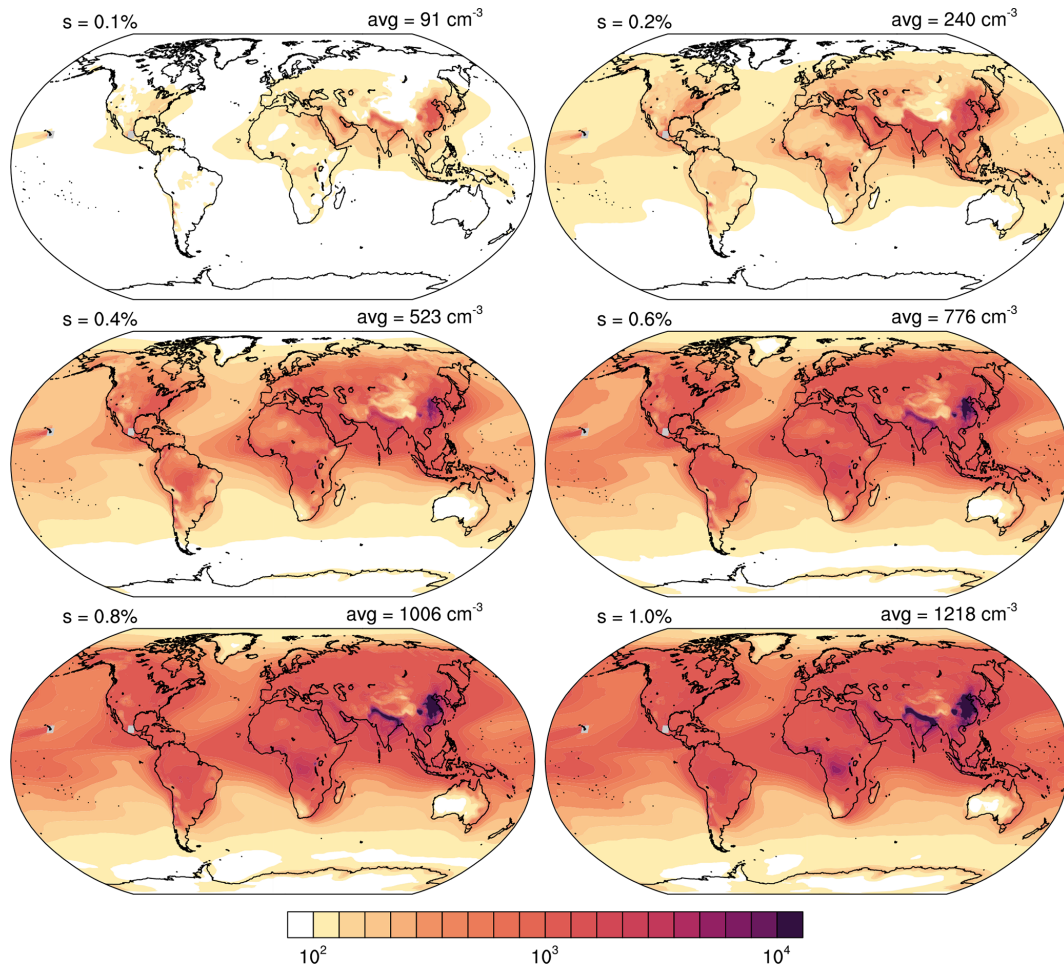 s = 0.1% avg = 91 cm⁻³
s = 0.2% avg = 240 cm⁻³
s = 0.4% avg = 523 cm⁻³
s = 0.6% avg = 776 cm⁻³
s = 0.8% avg = 1006 cm⁻³
s = 1.0% avg = 1218 cm⁻³
10² 10³ 10⁴